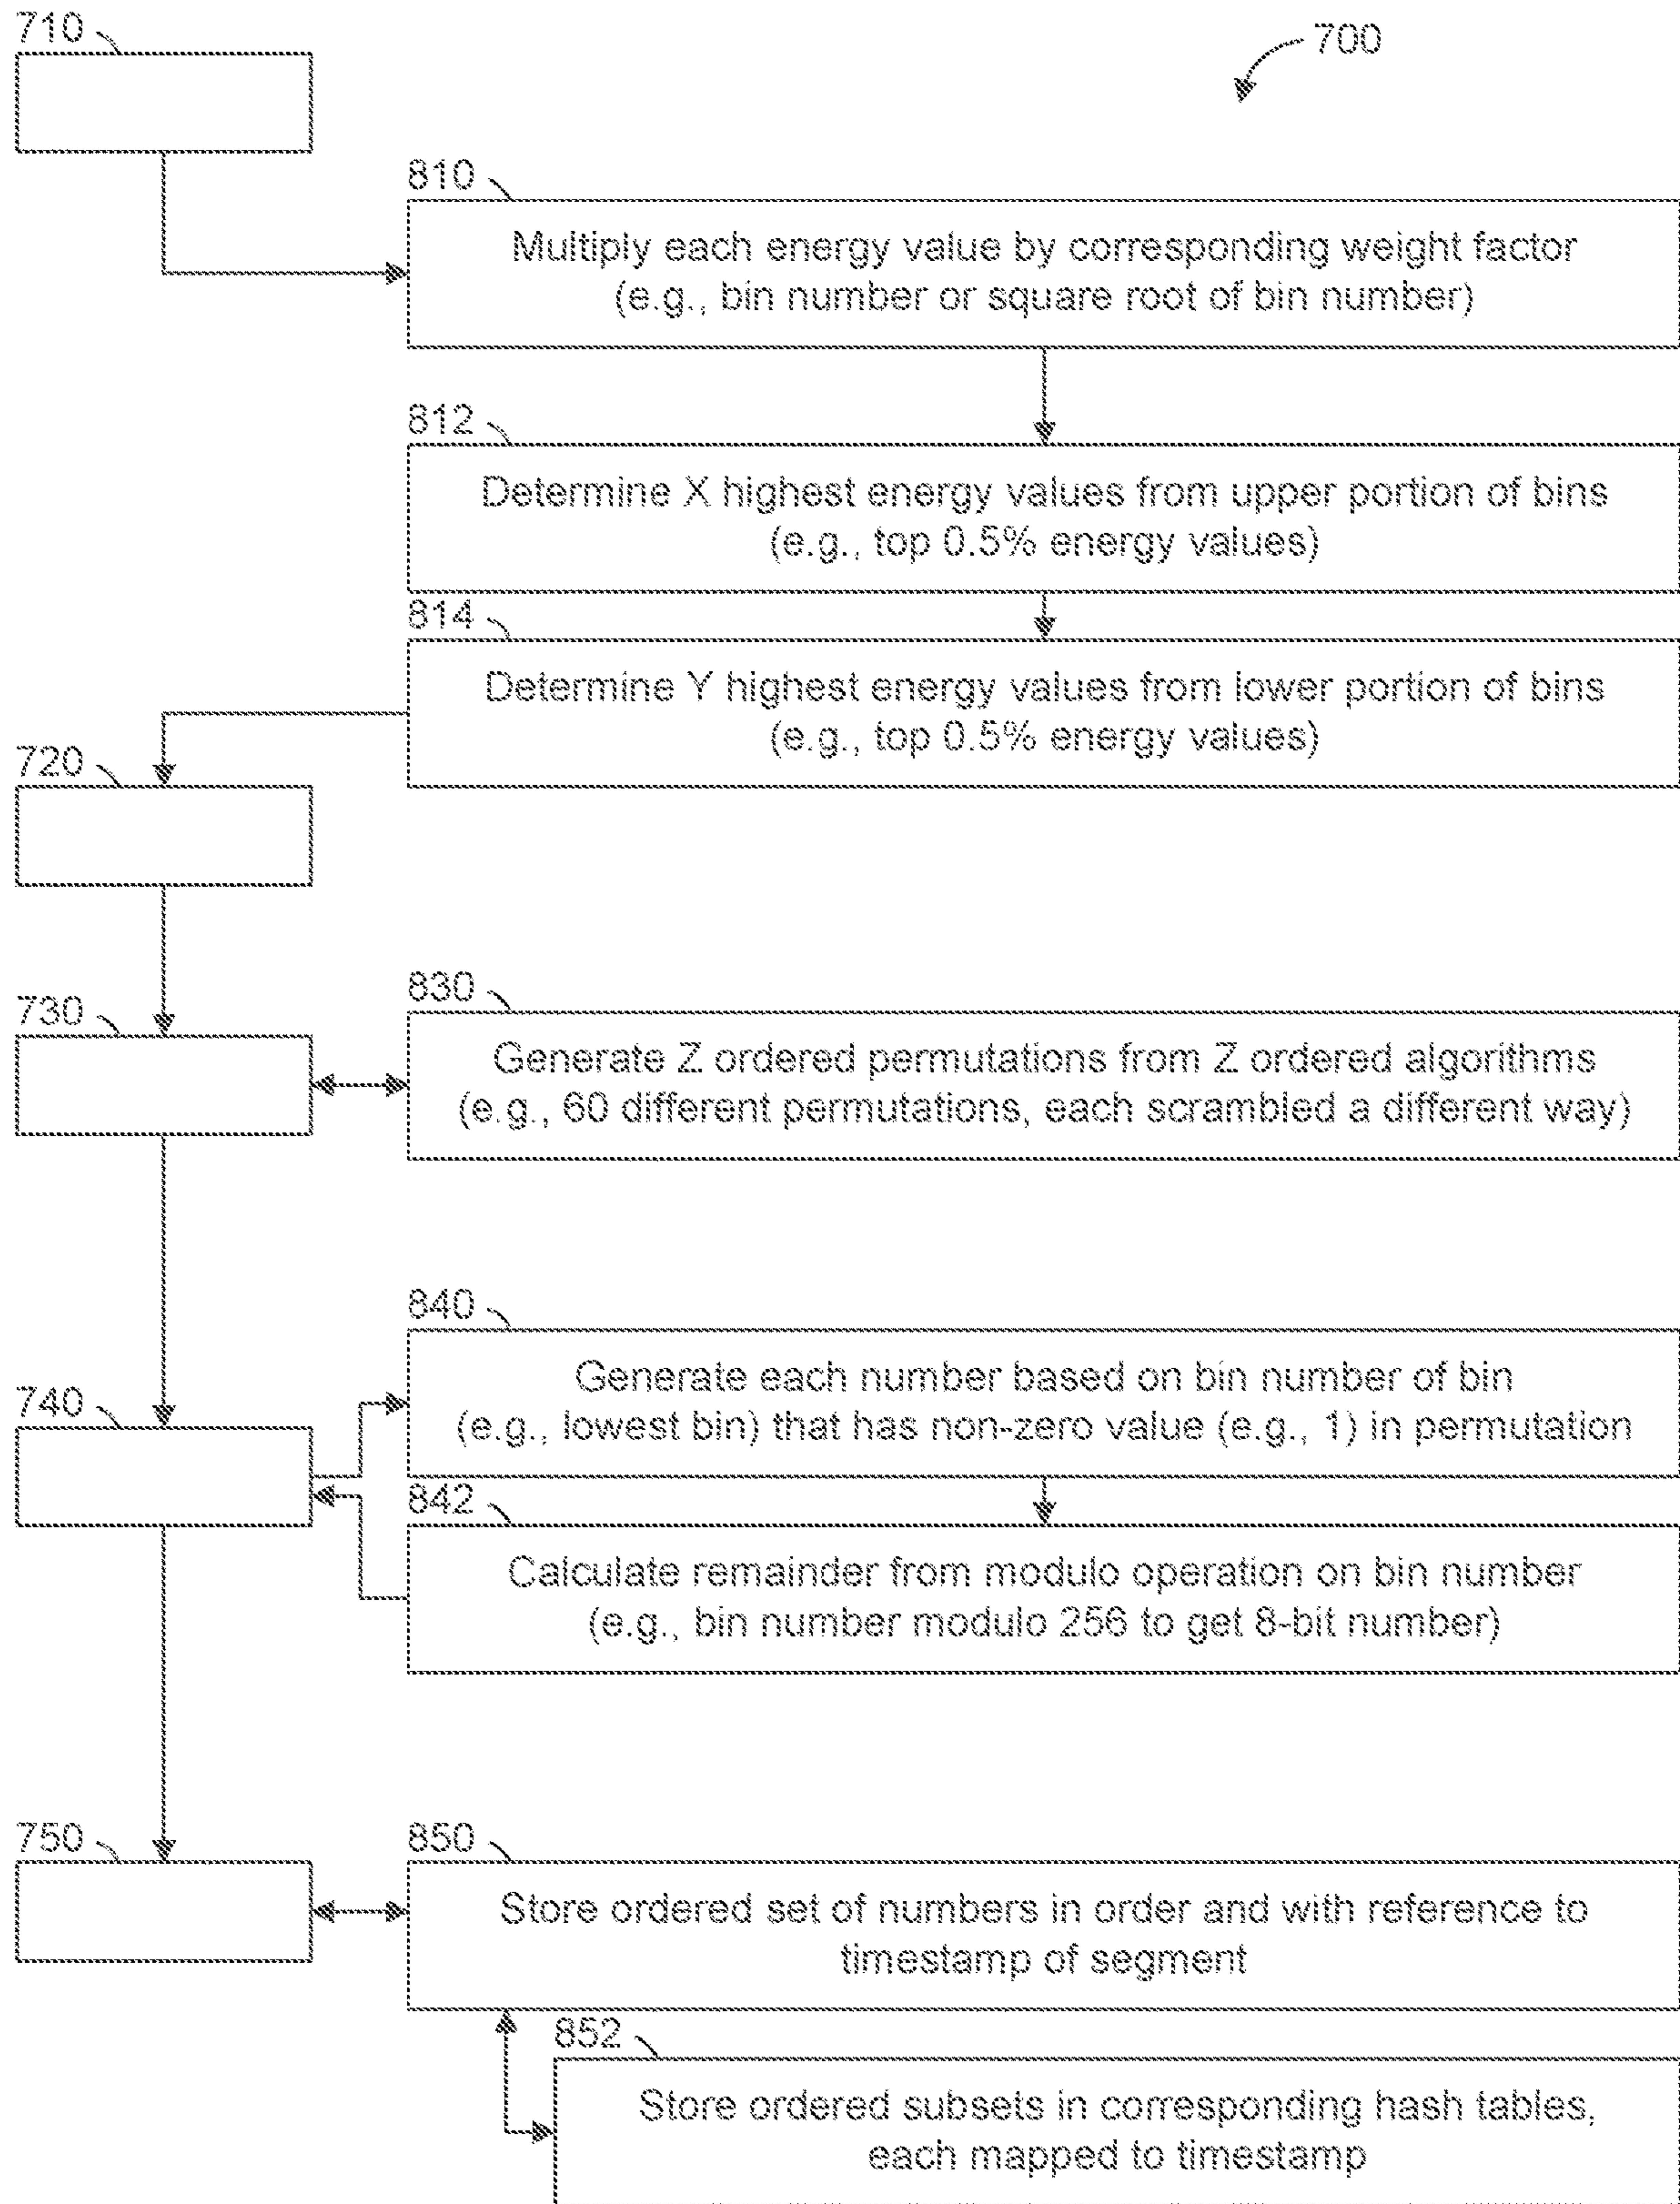 710
700
810
Multiply each energy value by corresponding weight factor
(e.g., bin number or square root of bin number)
812
Determine X highest energy values from upper portion of bins
(e.g., top 0.5% energy values)
814
Determine Y highest energy values from lower portion of bins
(e.g., top 0.5% energy values)
720
830
730
Generate Z ordered permutations from Z ordered algorithms
(e.g., 60 different permutations, each scrambled a different way)
840
Generate each number based on bin number of bin
(e.g., lowest bin) that has non-zero value (e.g., 1) in permutation
740
842
Calculate remainder from modulo operation on bin number
(e.g., bin number modulo 256 to get 8-bit number)
750
850
Store ordered set of numbers in order and with reference to
timestamp of segment
852
Store ordered subsets in corresponding hash tables,
each mapped to timestamp